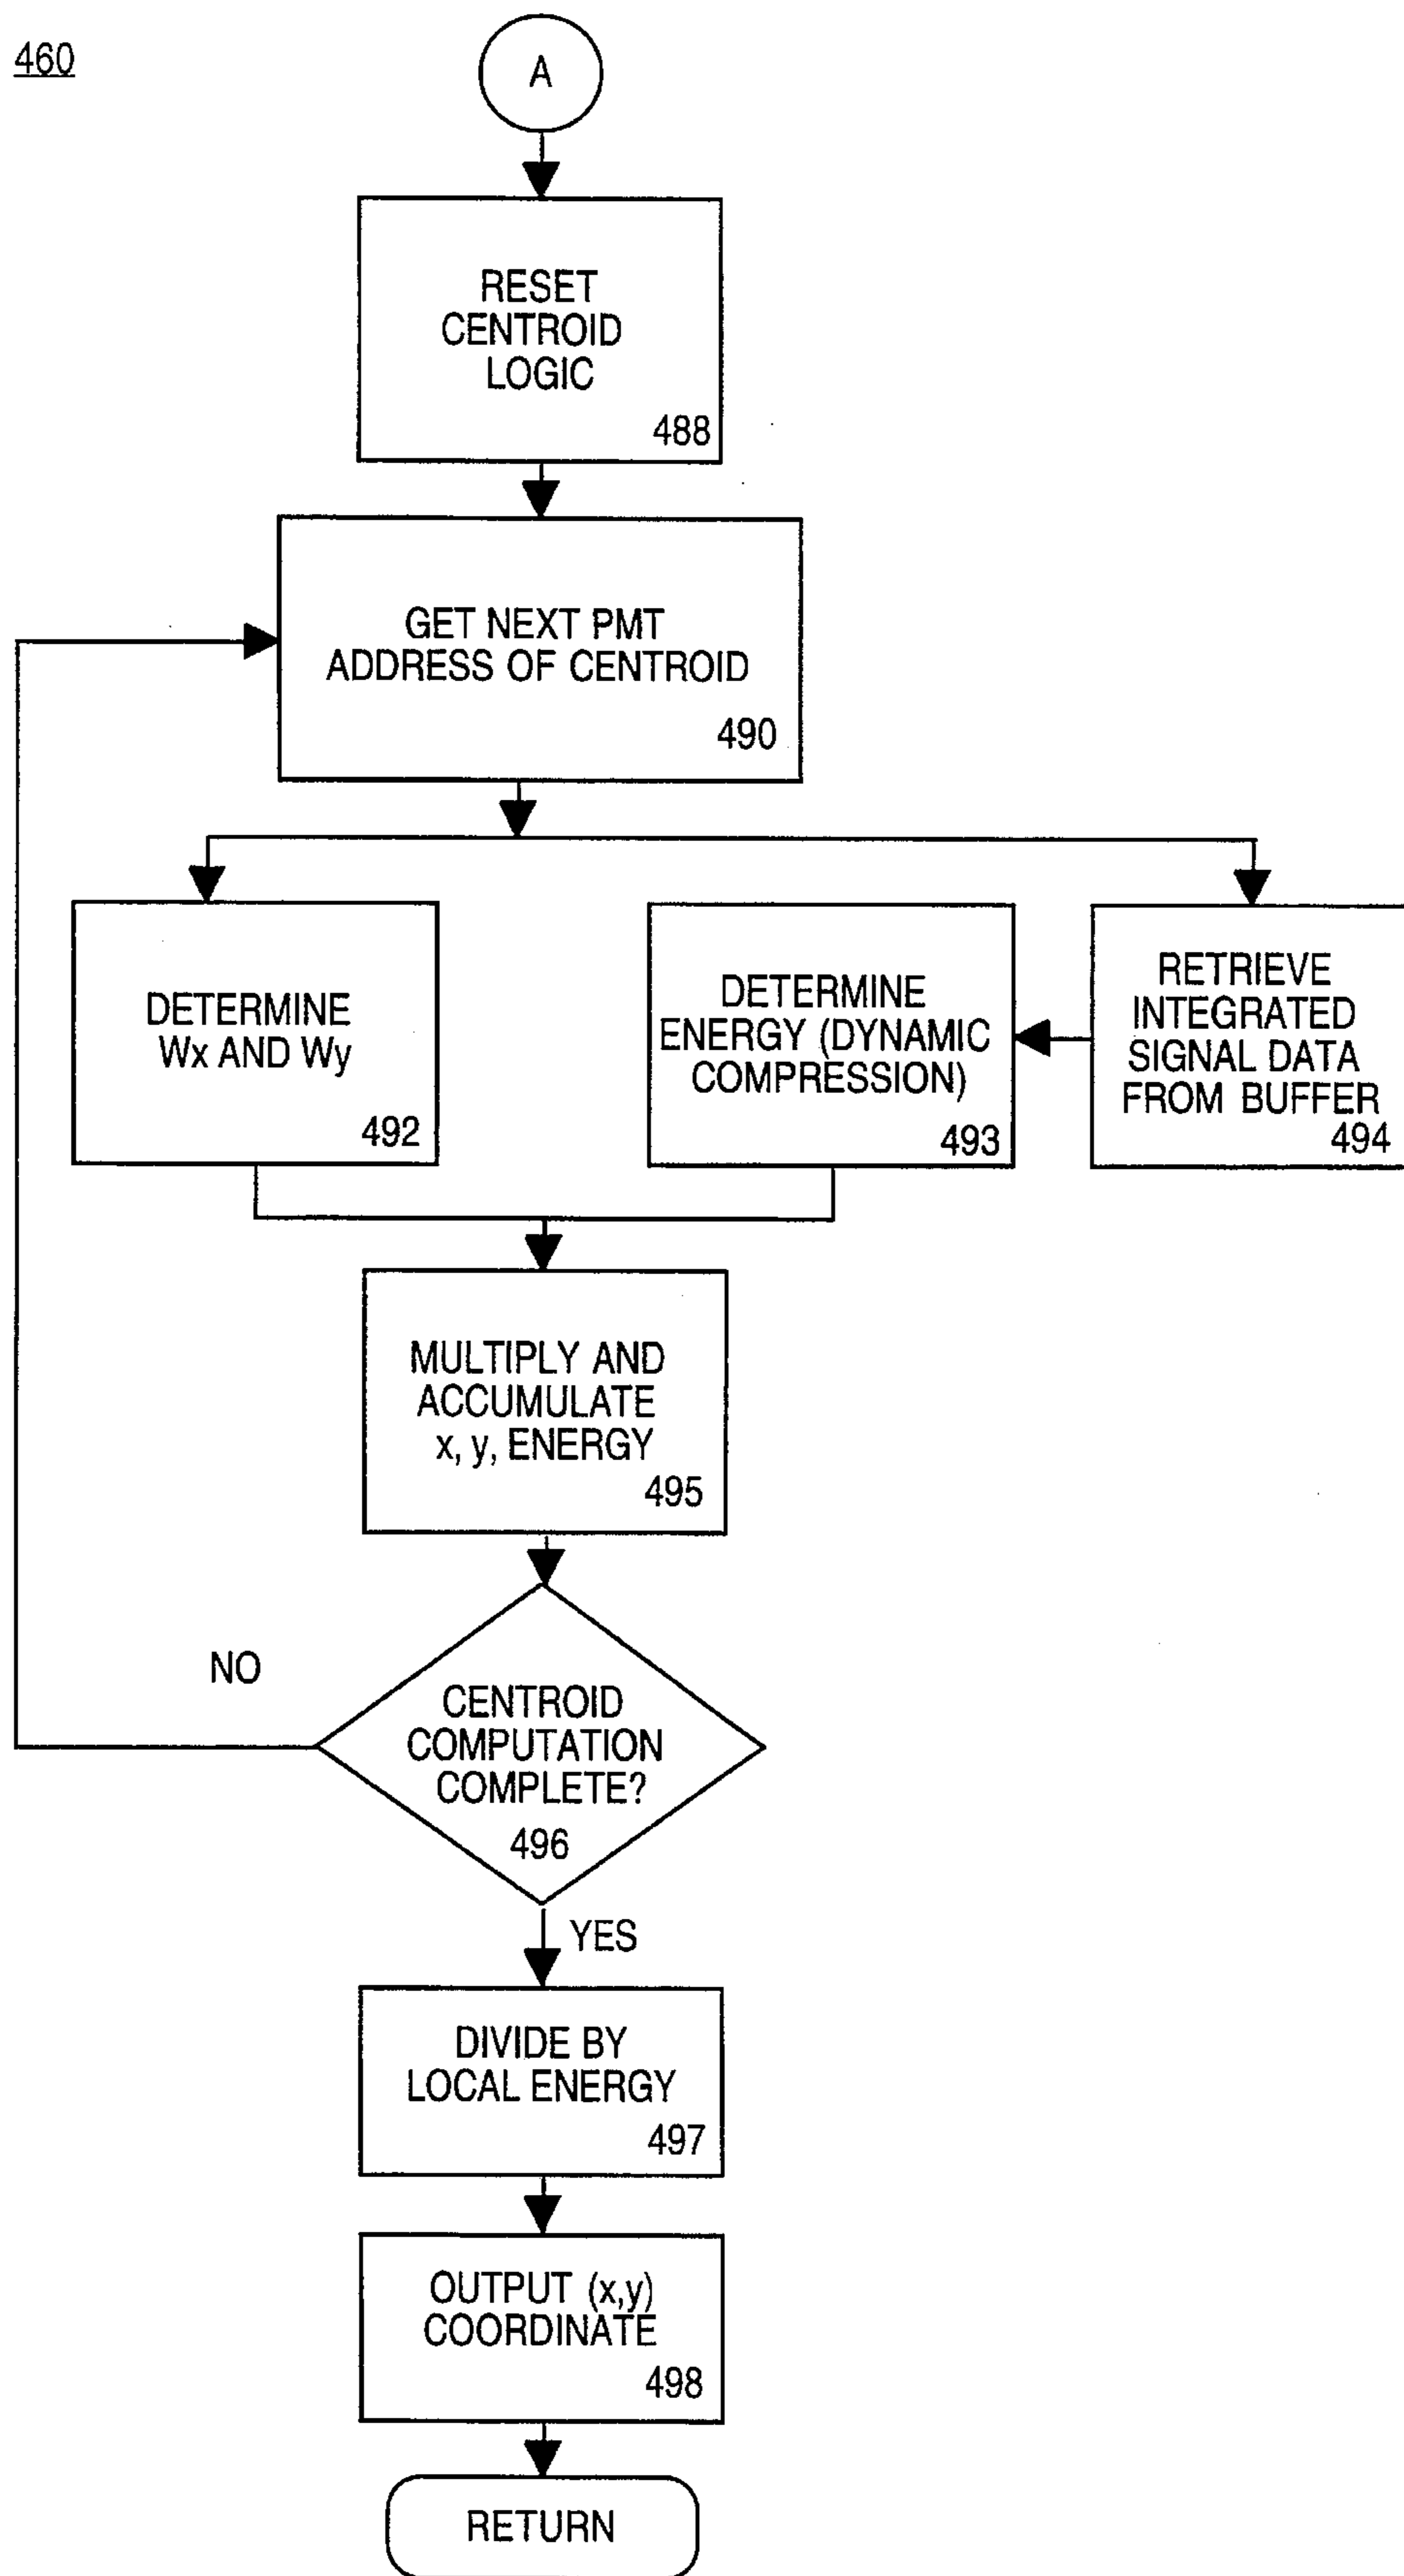 460
A
RESET
CENTROID
LOGIC
488
GET NEXT PMT
ADDRESS OF CENTROID
490
DETERMINE
Wx AND Wy
492
DETERMINE
ENERGY (DYNAMIC
COMPRESSION)
493
RETRIEVE
INTEGRATED
SIGNAL DATA
FROM BUFFER
494
MULTIPLY AND
ACCUMULATE
x, y, ENERGY
495
NO
CENTROID
COMPUTATION
COMPLETE?
496
YES
DIVIDE BY
LOCAL ENERGY
497
OUTPUT (x,y)
COORDINATE
498
RETURN